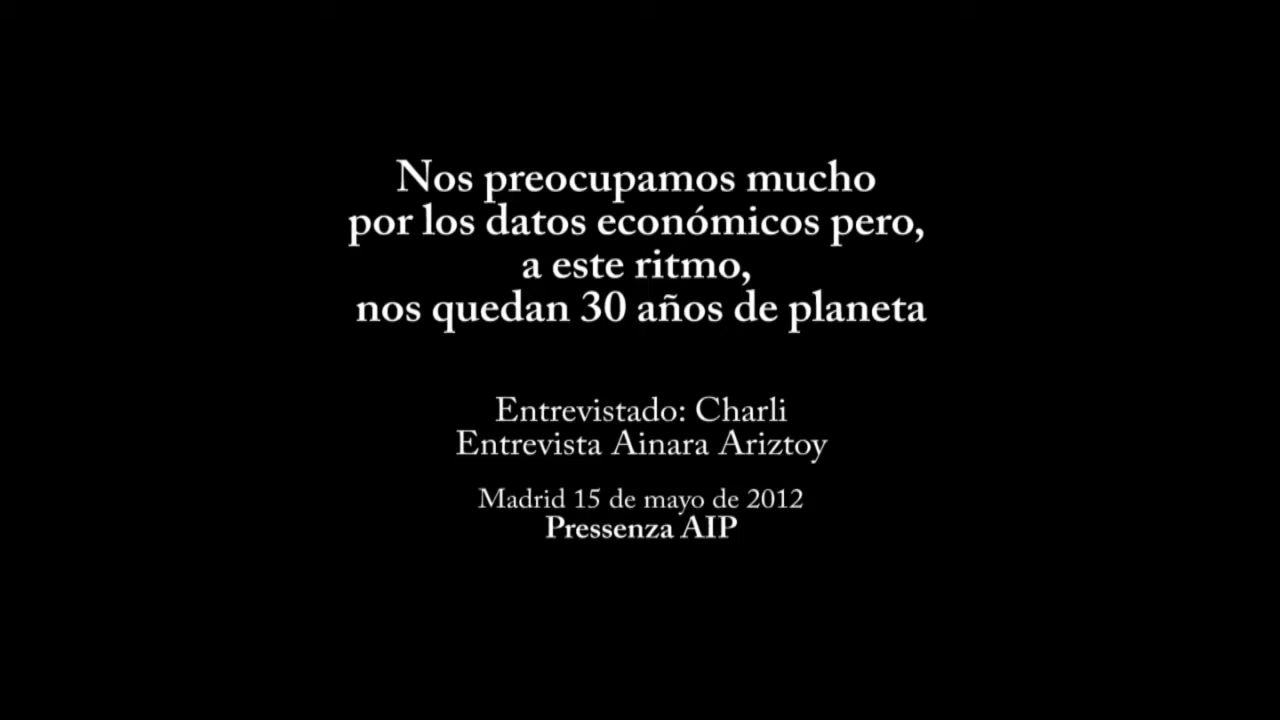 Nos preocupamos mucho
por los datos económicos pero,
a este ritmo,
nos quedan 30 años de planeta
Entrevistado: Charli
Entrevista Ainara Ariztoy
Madrid 15 de mayo de 2012
Pressenza AIP